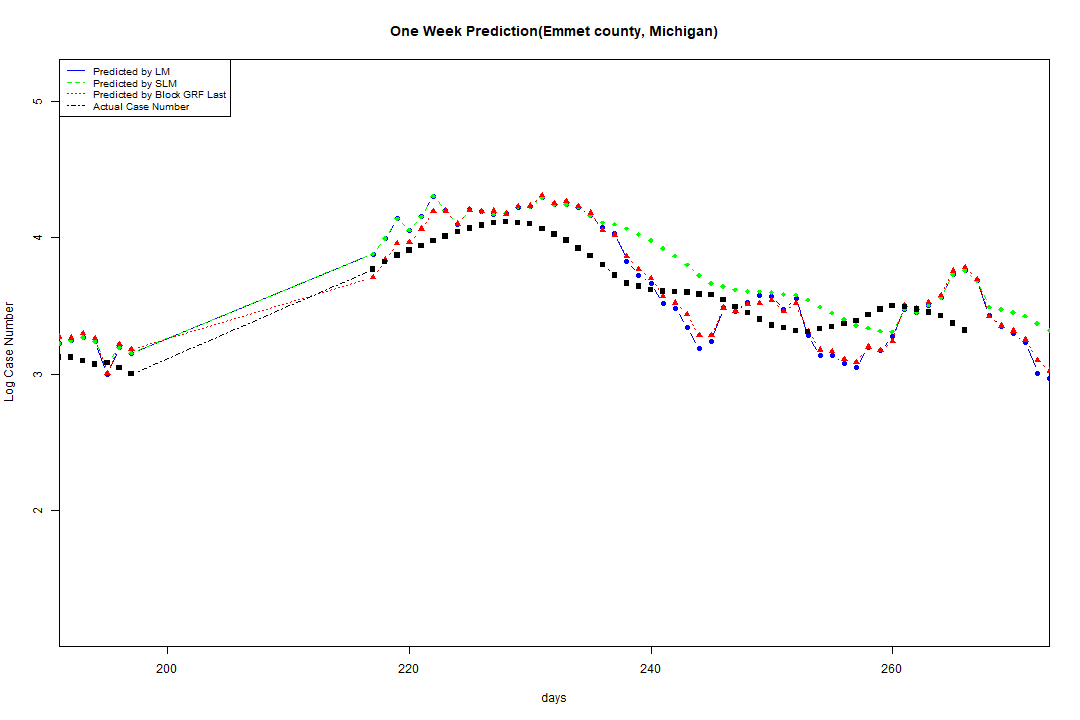 One Week Prediction(Emmet county, Michigan)
Predicted by LM
Predicted by SLM
Predicted by Block GRF Last
Actual Case Number
5
4
3
2
Log Case Number
200 220 240 260
days